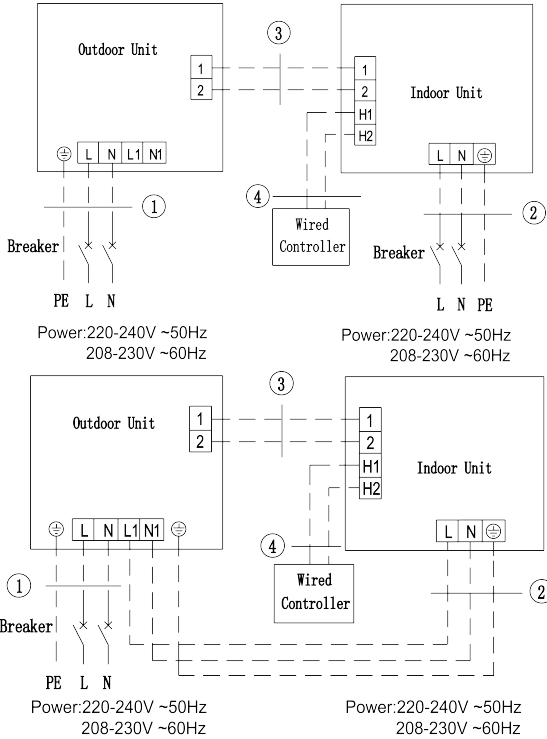 Outdoor Unit
1
2
L N L1 N1
3
1
2
H1
H2
Indoor Unit
L N
1
4
Wired
Controller
2
Breaker
Breaker
PE L N
L N PE
Power:220-240V ~50Hz
208-230V ~60Hz
Power:220-240V ~50Hz
208-230V ~60Hz
Outdoor Unit
1
2
L N L1 N1
3
1
2
H1
H2
Indoor Unit
L N
1
4
Wired
Controller
2
Breaker
PE L N
Power:220-240V ~50Hz
208-230V ~60Hz
Power:220-240V ~50Hz
208-230V ~60Hz